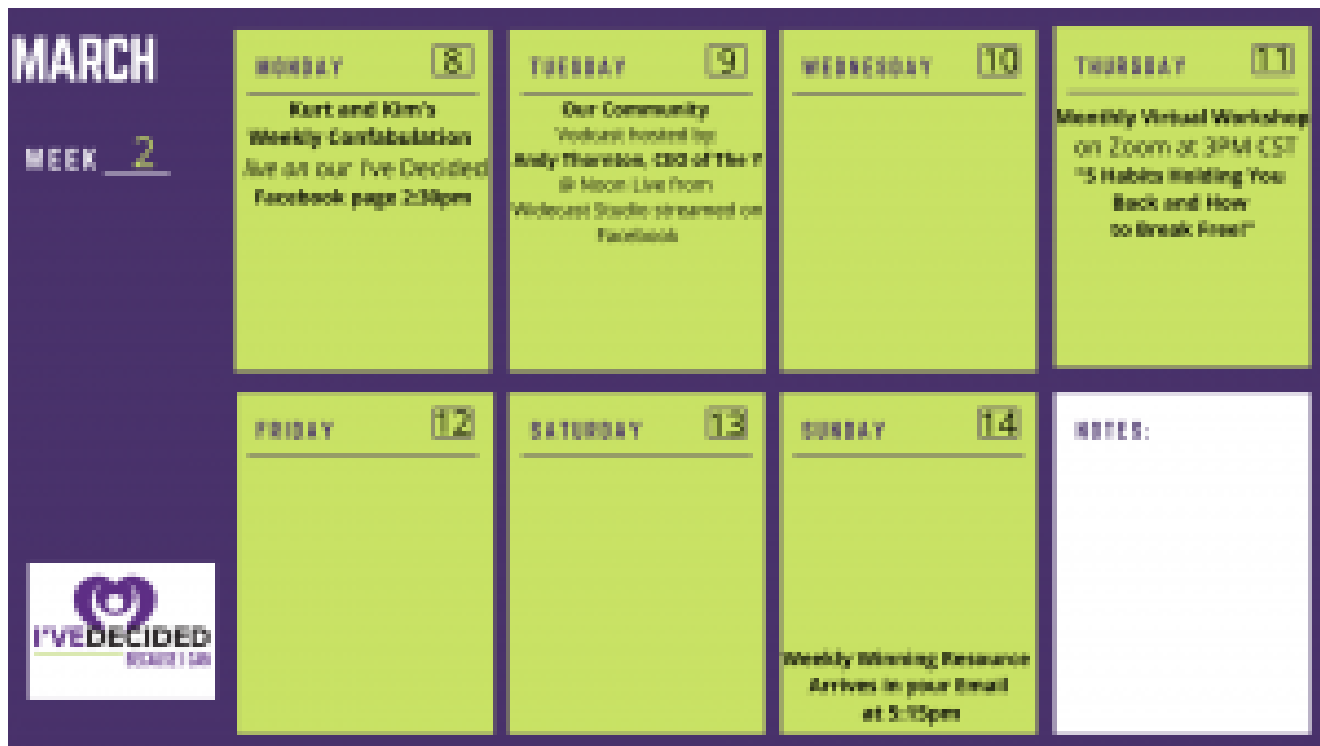 MARCH
WEEK 2
MONDAY 8
Kurt and Kim's
Weekly Confabulation
live on our I've Decided
Facebook page 2:30pm
TUESDAY 9
Our Community
Vodcast hosted by:
Andy Thornton, CEO of The Y
@ Noon Live from
Widecast Studio streamed on
Facebook
WEDNESDAY 10
THURSDAY 11
Monthly Virtual Workshop
on Zoom at 3PM CST
"5 Habits Holding You
Back and How
to Break Free!"
FRIDAY 12
SATURDAY 13
SUNDAY 14
Weekly Winning Resource
Arrives in your Email
at 5:15pm
NOTES:
I'VEDECIDED
BECAUSE I CAN